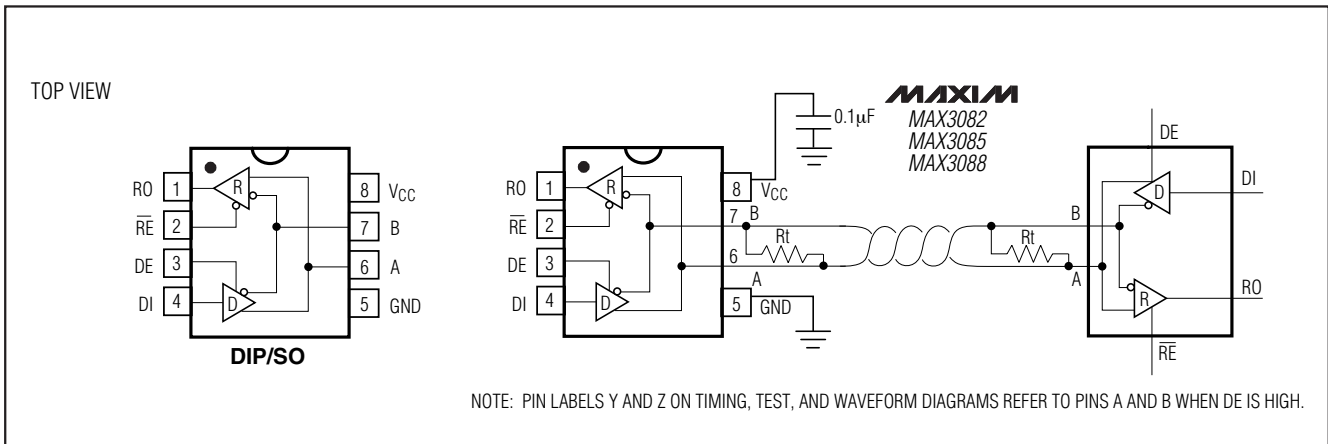 TOP VIEW
RO 1
R̅E̅ 2
DE 3
DI 4
R
D
8 VCC
7 B
6 A
5 GND
DIP/SO
RO 1
R̅E̅ 2
DE 3
DI 4
R
D
8 VCC
7 B
6 A
5 GND
0.1µF
MAXIM
MAX3082
MAX3085
MAX3088
Rt
Rt
B
A
DE
D
DI
R
RO
R̅E̅
NOTE: PIN LABELS Y AND Z ON TIMING, TEST, AND WAVEFORM DIAGRAMS REFER TO PINS A AND B WHEN DE IS HIGH.